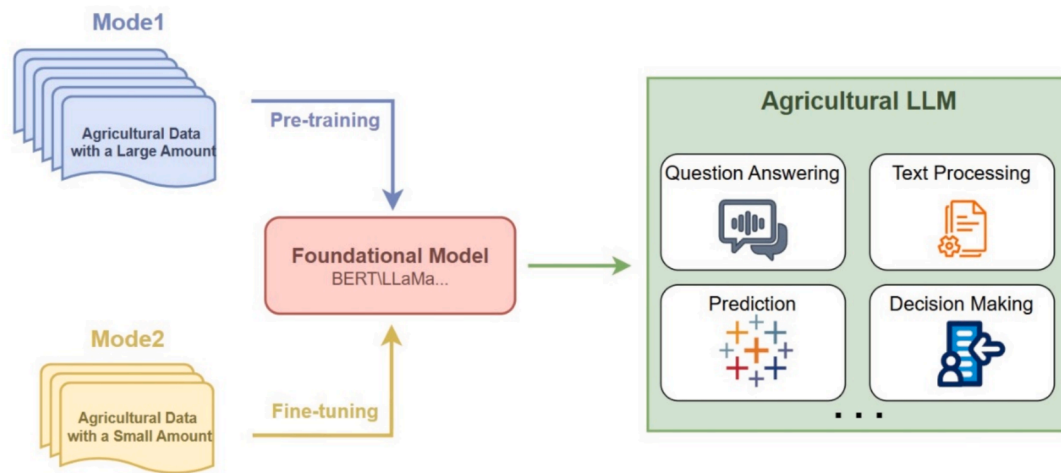 Mode1
Agricultural Data
with a Large Amount
Pre-training
Foundational Model
BERT\LLaMa...
Mode2
Agricultural Data
with a Small Amount
Fine-tuning
Agricultural LLM
Question Answering
Text Processing
Prediction
Decision Making
...